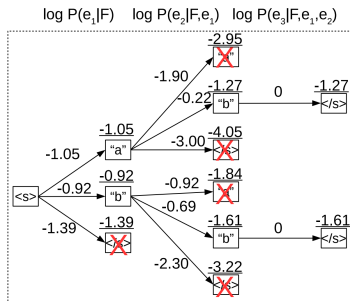 log P(e1|F) log P(e2|F,e1) log P(e3|F,e1,e2)
-2.95
"a"
-1.90
-1.27 -1.27
-0.22 "b" 0 </s>
-1.05
"a" -3.00 -4.05
</s>
-1.05
-0.92 -1.84
<s> -0.92 "b" -0.92 "a"
-0.69
-1.39 -1.39 -1.61 -1.61
</s> "b" 0 </s>
-2.30
-3.22
</s>